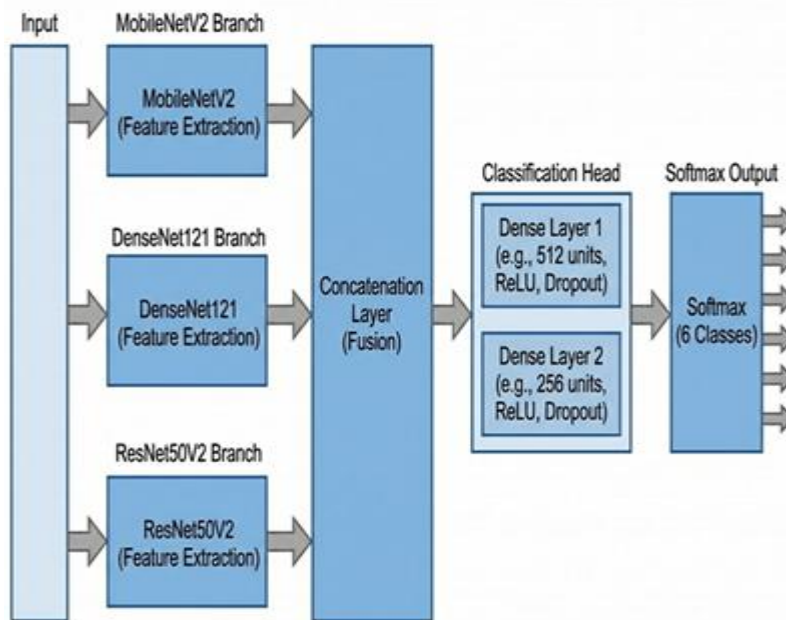 Input
MobileNetV2 Branch
MobileNetV2
(Feature Extraction)
DenseNet121 Branch
DenseNet121
(Feature Extraction)
ResNet50V2 Branch
ResNet50V2
(Feature Extraction)
Concatenation
Layer
(Fusion)
Classification Head
Dense Layer 1
(e.g., 512 units,
ReLU, Dropout)
Dense Layer 2
(e.g., 256 units,
ReLU, Dropout)
Softmax Output
Softmax
(6 Classes)